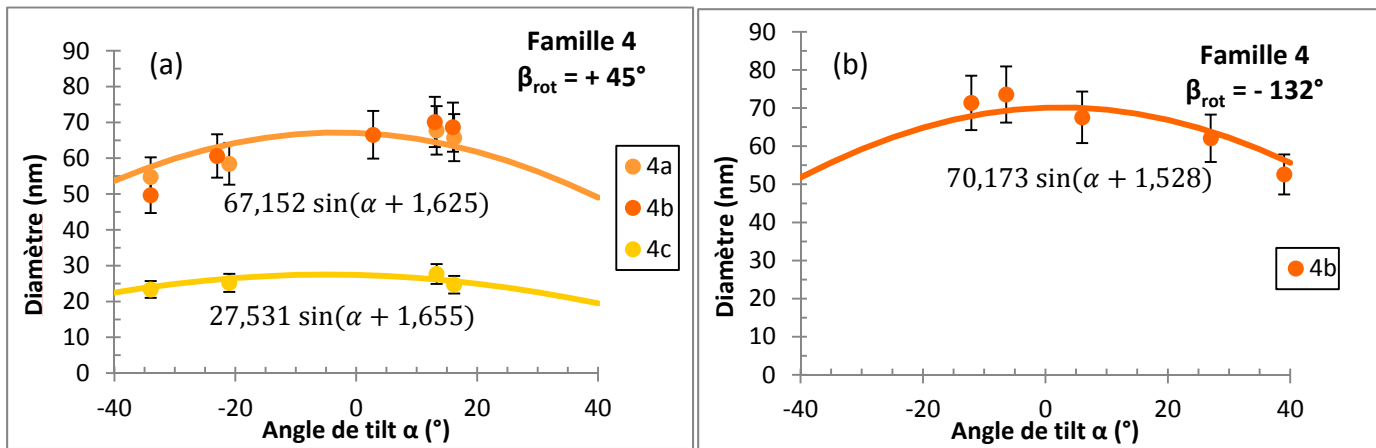 (a)
Famille 4
βrot = + 45°
Diamètre (nm)
90
80
70
60
50
40
30
20
10
0
67,152 sin(α + 1,625)
27,531 sin(α + 1,655)
4a
4b
4c
-40 -20 0 20 40
Angle de tilt α (°)
(b)
Famille 4
βrot = - 132°
Diamètre (nm)
90
80
70
60
50
40
30
20
10
0
70,173 sin(α + 1,528)
4b
-40 -20 0 20 40
Angle de tilt α (°)